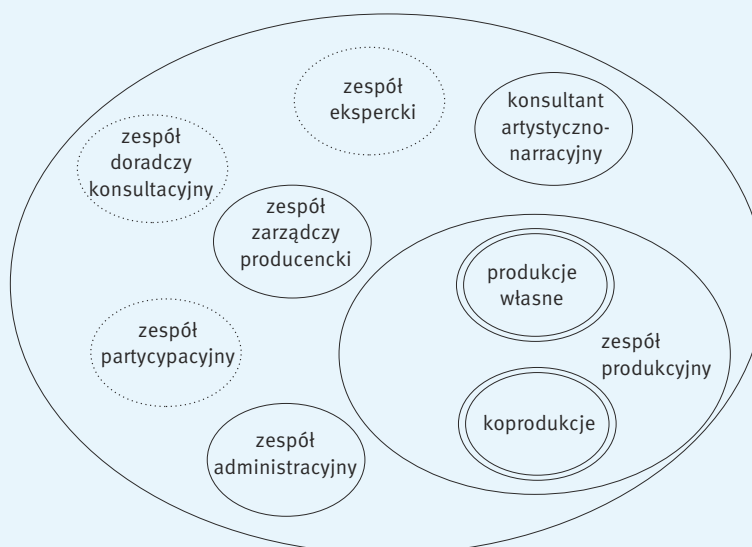 zespół
ekspercki
konsultant
artystyczno-
narracyjny
zespół
doradczy
konsultacyjny
zespół
zarządczy
producencki
produkcje
własne
zespół
produkcyjny
zespół
partycypacyjny
koprodukcje
zespół
administracyjny